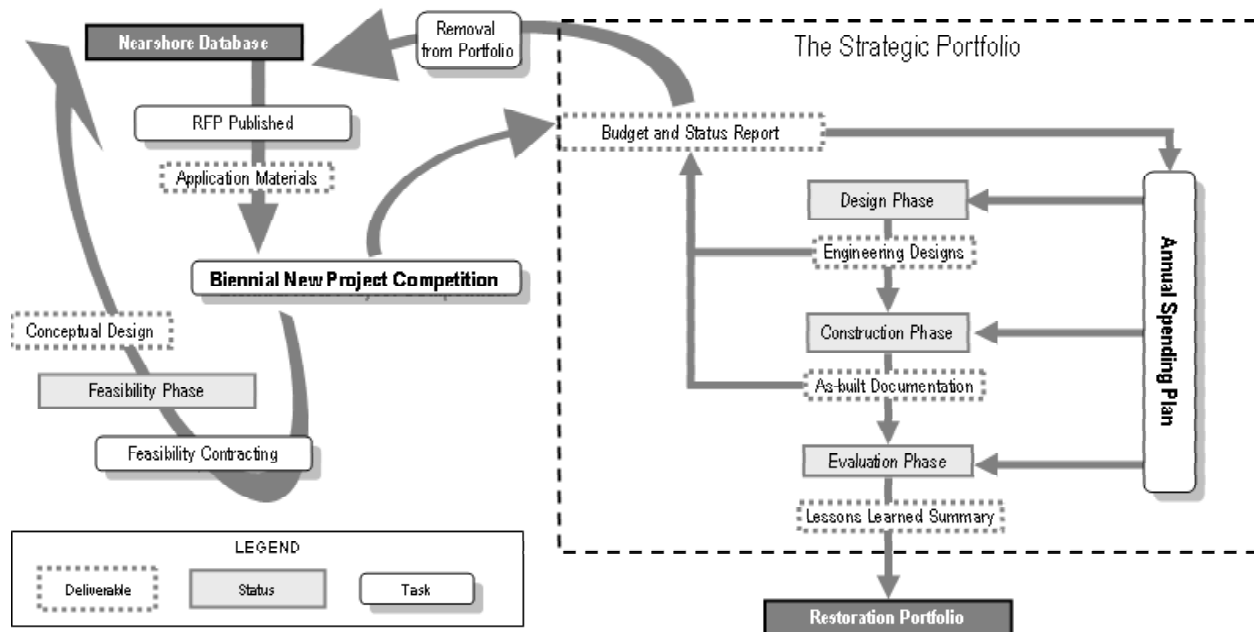 Nearshore Database
Removal
from Portfolio
The Strategic Portfolio
RFP Published
Budget and Status Report
Application Materials
Design Phase
Engineering Designs
Annual Spending Plan
Biennial New Project Competition
Conceptual Design
Construction Phase
Feasibility Phase
As-built Documentation
Feasibility Contracting
Evaluation Phase
Lessons Learned Summary
LEGEND
Deliverable
Status
Task
Restoration Portfolio